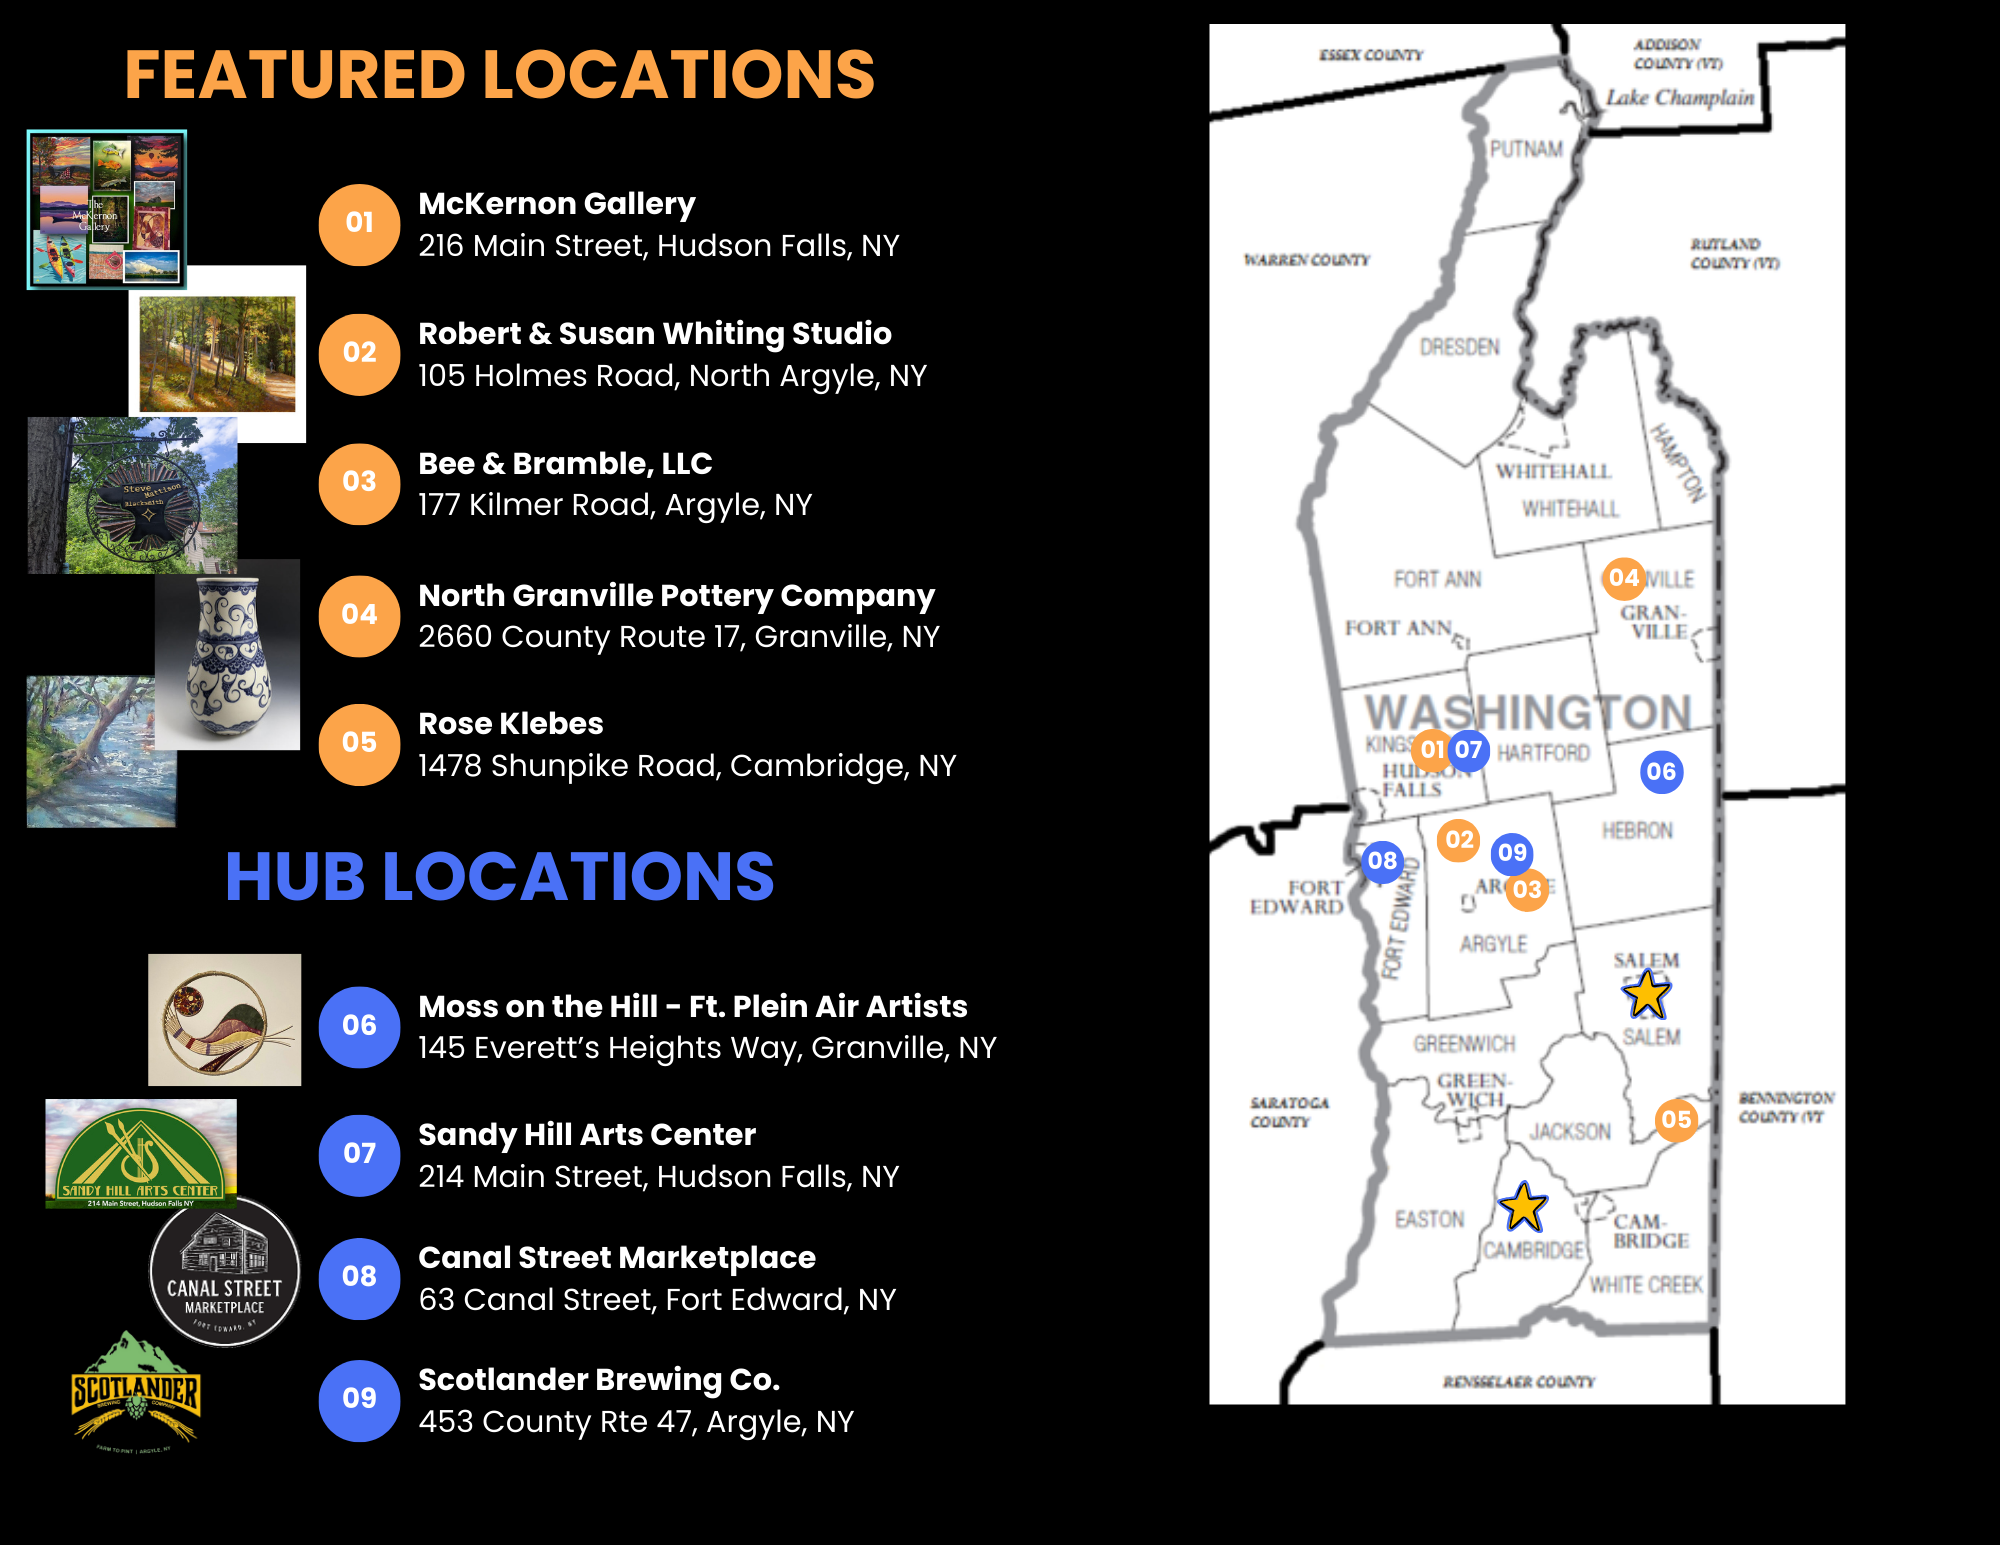 FEATURED LOCATIONS
The
McKernon
Gallery
01
McKernon Gallery
216 Main Street, Hudson Falls, NY
02
Robert & Susan Whiting Studio
105 Holmes Road, North Argyle, NY
Steve
Mattison
Blacksmith
03
Bee & Bramble, LLC
177 Kilmer Road, Argyle, NY
04
North Granville Pottery Company
2660 County Route 17, Granville, NY
05
Rose Klebes
1478 Shunpike Road, Cambridge, NY
HUB LOCATIONS
06
Moss on the Hill - Ft. Plein Air Artists
145 Everett’s Heights Way, Granville, NY
SANDY HILL ARTS CENTER
214 Main Street, Hudson Falls NY
07
Sandy Hill Arts Center
214 Main Street, Hudson Falls, NY
CANAL STREET
MARKETPLACE
FORT EDWARD, NY
08
Canal Street Marketplace
63 Canal Street, Fort Edward, NY
SCOTLANDER
BREWING COMPANY
FARM TO PINT | ARGYLE, NY
09
Scotlander Brewing Co.
453 County Rte 47, Argyle, NY
ESSEX COUNTY
ADDISON
COUNTY (VT)
Lake Champlain
PUTNAM
WARREN COUNTY
RUTLAND
COUNTY (VT)
DRESDEN
HAMPTON
WHITEHALL
WHITEHALL
FORT ANN
04
VILLE
GRAN-
VILLE
FORT ANN
WASHINGTON
KINGS
01
07
HARTFORD
HUDSON
FALLS
06
HEBRON
02
09
08
03
FORT
EDWARD
FORT EDWARD
ARGYLE
SALEM
SALEM
GREENWICH
GREEN-
WICH
SARATOGA
COUNTY
BENNINGTON
COUNTY (VT
05
JACKSON
EASTON
CAM-
BRIDGE
CAMBRIDGE
WHITE CREEK
RENSSELAER COUNTY